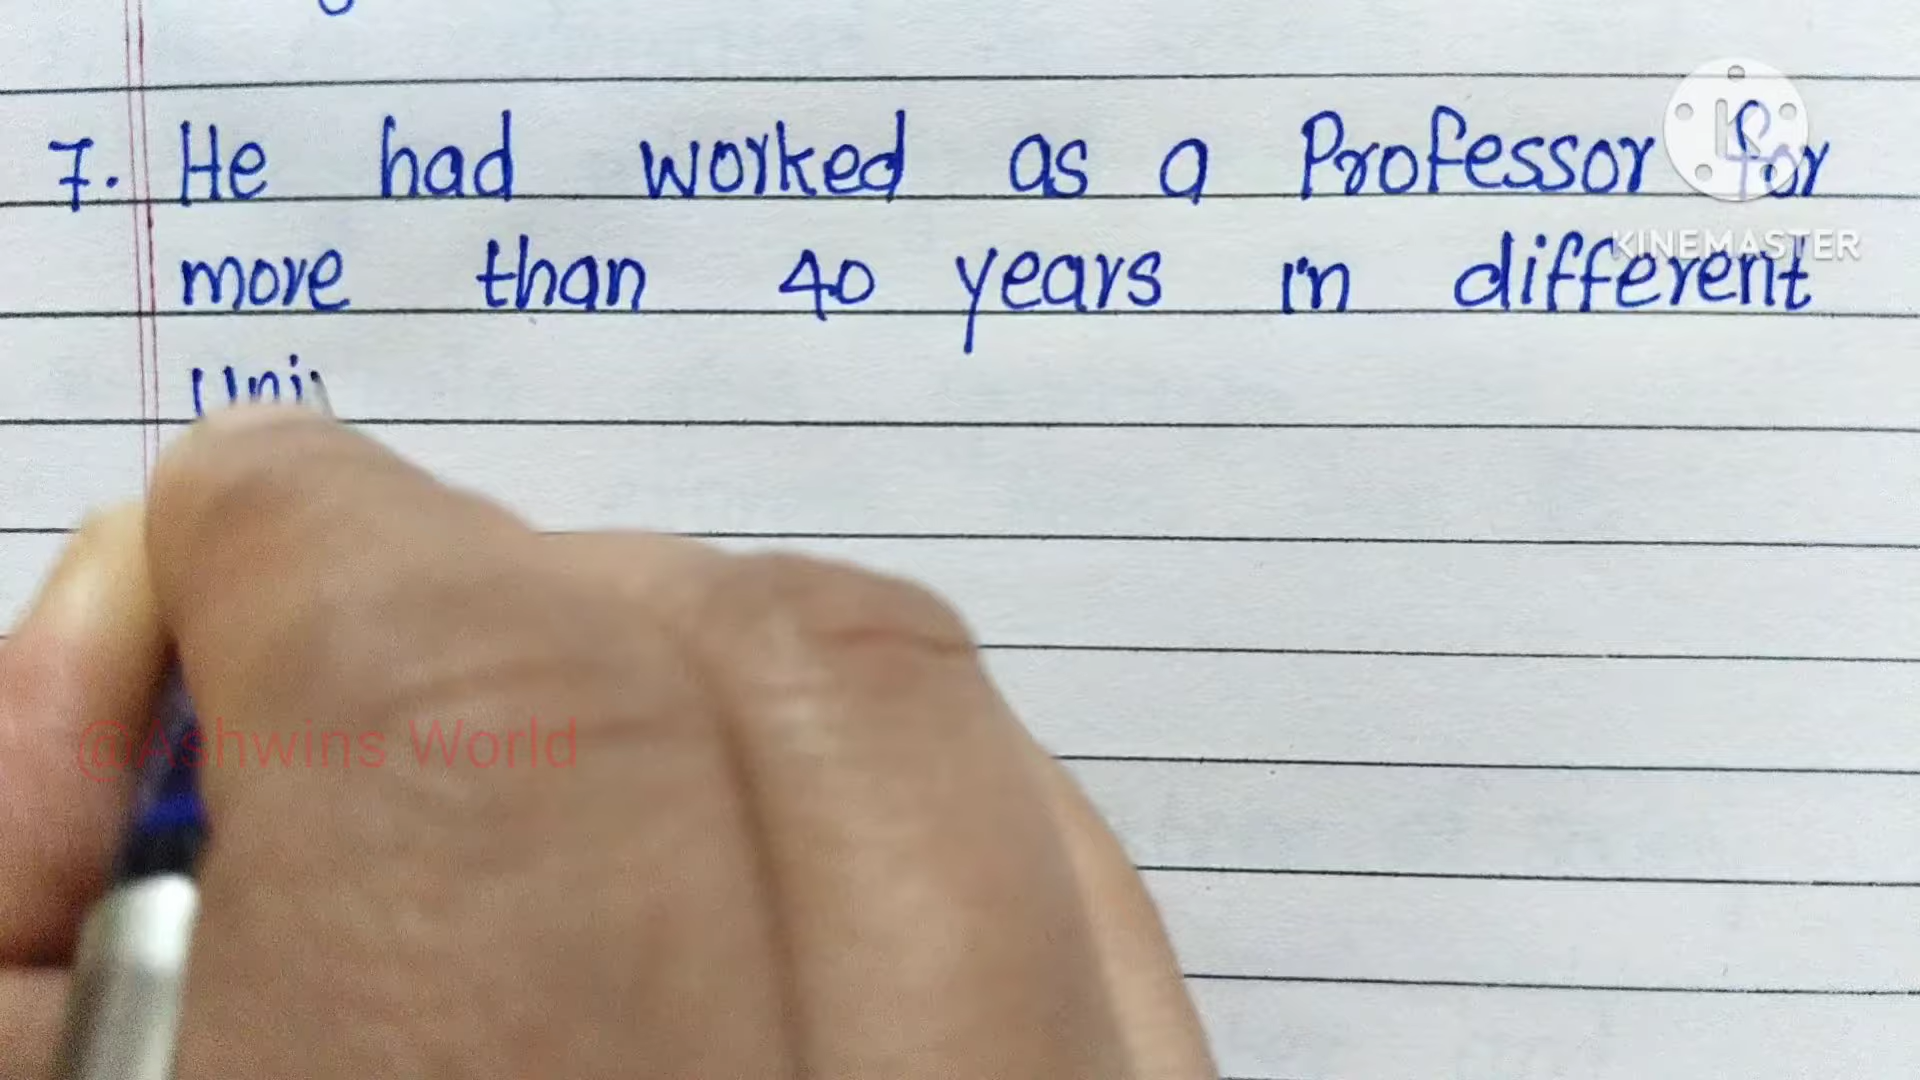 7. He had worked as a Professor for
KINEMASTER
more than 40 years in different
@Ashwins World